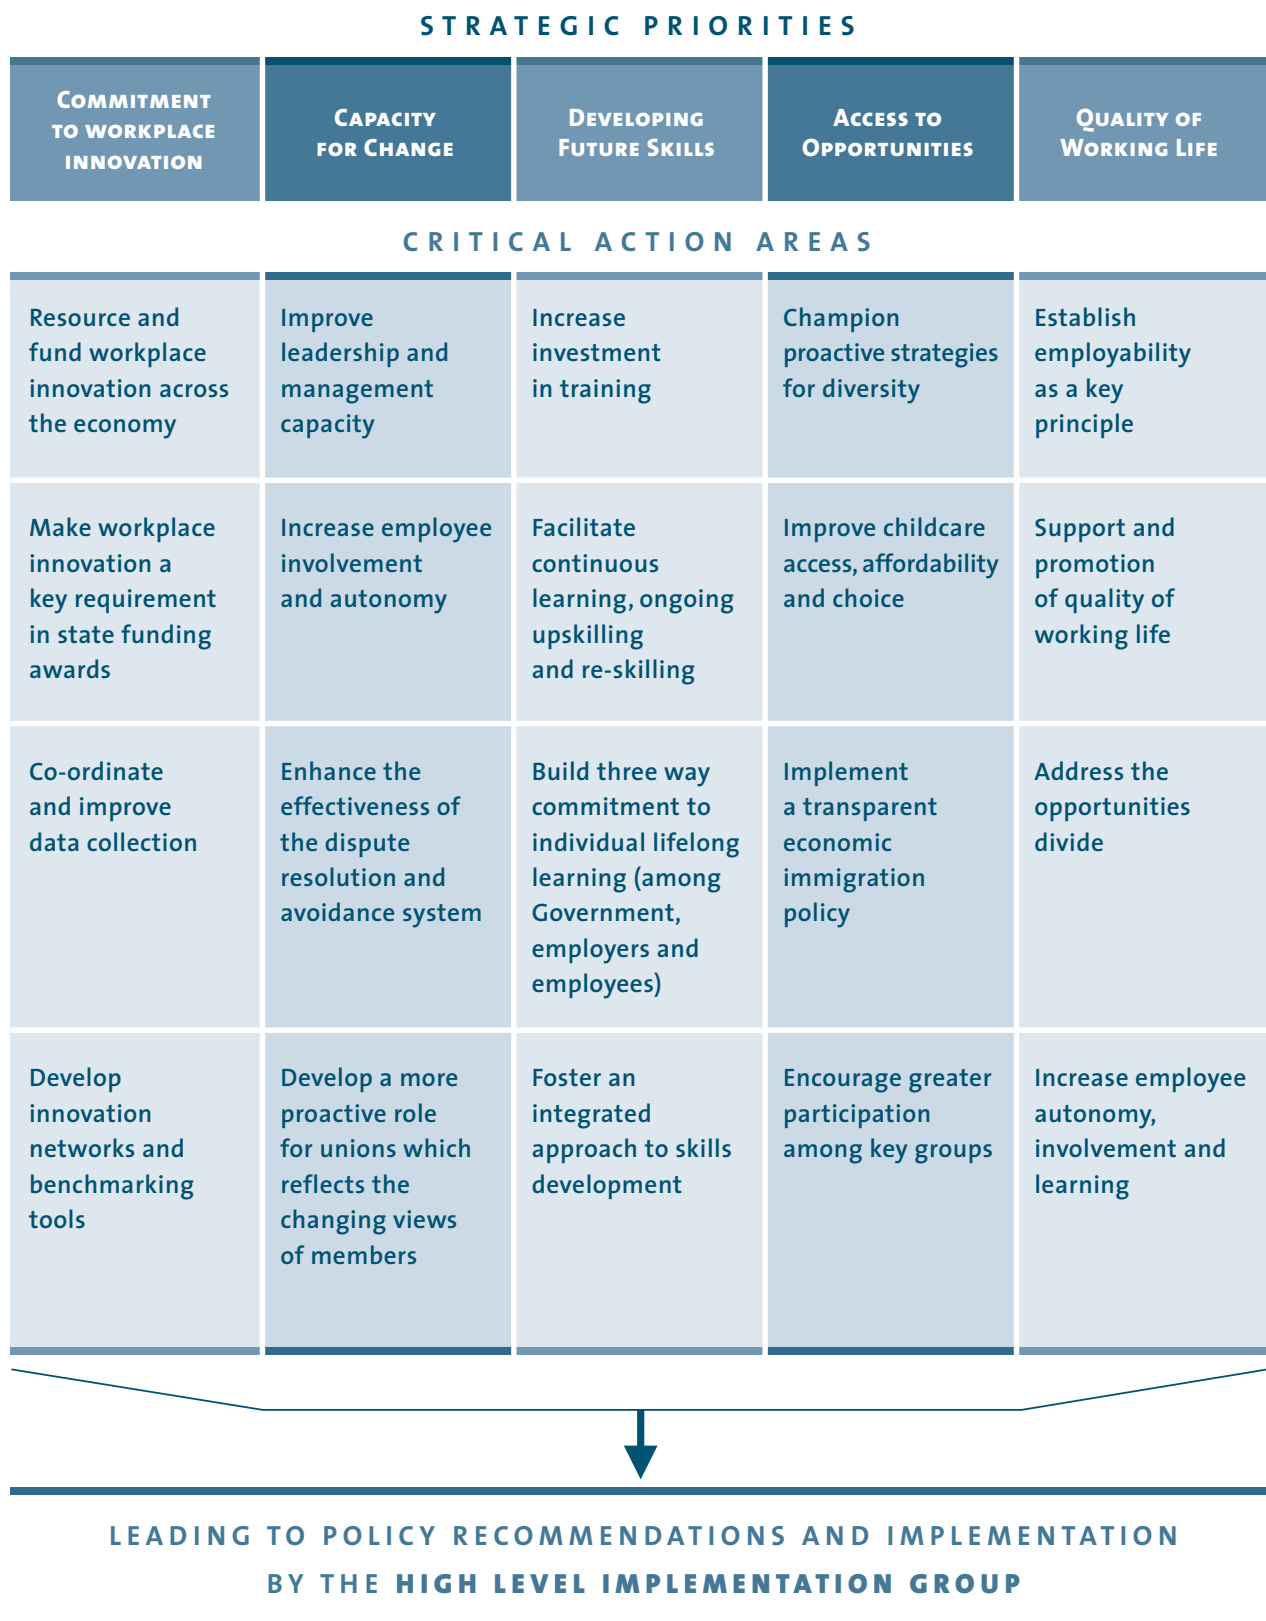 STRATEGIC PRIORITIES
COMMITMENT
TO WORKPLACE
INNOVATION
CAPACITY
FOR CHANGE
DEVELOPING
FUTURE SKILLS
ACCESS TO
OPPORTUNITIES
QUALITY OF
WORKING LIFE
CRITICAL ACTION AREAS
Resource and
fund workplace
innovation across
the economy
Improve
leadership and
management
capacity
Increase
investment
in training
Champion
proactive strategies
for diversity
Establish
employability
as a key
principle
Make workplace
innovation a
key requirement
in state funding
awards
Increase employee
involvement
and autonomy
Facilitate
continuous
learning, ongoing
upskilling
and re-skilling
Improve childcare
access, affordability
and choice
Support and
promotion
of quality of
working life
Co-ordinate
and improve
data collection
Enhance the
effectiveness of
the dispute
resolution and
avoidance system
Build three way
commitment to
individual lifelong
learning (among
Government,
employers and
employees)
Implement
a transparent
economic
immigration
policy
Address the
opportunities
divide
Develop
innovation
networks and
benchmarking
tools
Develop a more
proactive role
for unions which
reflects the
changing views
of members
Foster an
integrated
approach to skills
development
Encourage greater
participation
among key groups
Increase employee
autonomy,
involvement and
learning
LEADING TO POLICY RECOMMENDATIONS AND IMPLEMENTATION
BY THE HIGH LEVEL IMPLEMENTATION GROUP